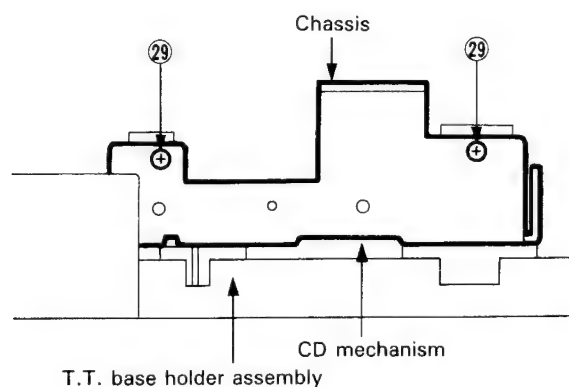 Chassis
㉙
㉙
CD mechanism
T.T. base holder assembly